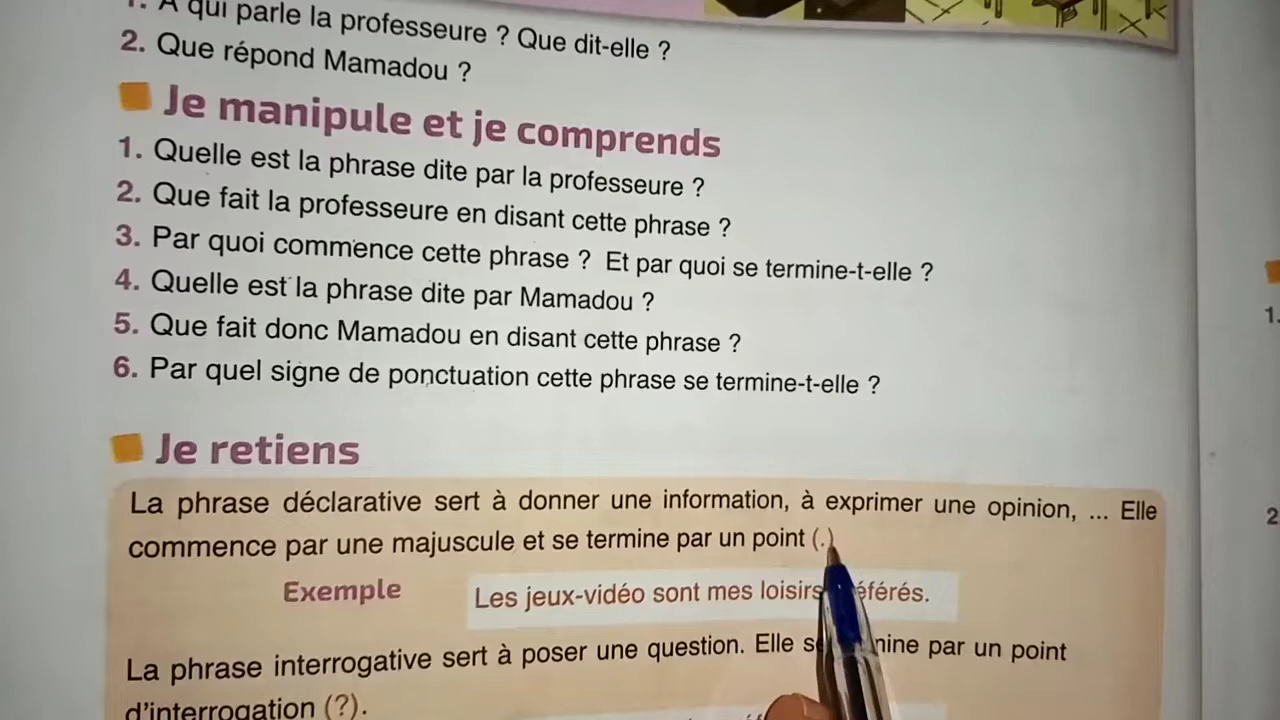 1. A qui parle la professeure ? Que dit-elle ?
2. Que répond Mamadou ?
Je manipule et je comprends
1. Quelle est la phrase dite par la professeure ?
2. Que fait la professeure en disant cette phrase ?
3. Par quoi commence cette phrase ? Et par quoi se termine-t-elle ?
4. Quelle est la phrase dite par Mamadou ?
5. Que fait donc Mamadou en disant cette phrase ?
6. Par quel signe de ponctuation cette phrase se termine-t-elle ?
Je retiens
La phrase déclarative sert à donner une information, à exprimer une opinion, ... Elle
commence par une majuscule et se termine par un point (.)
Exemple
Les jeux-vidéo sont mes loisirs éférés.
La phrase interrogative sert à poser une question. Elle se mine par un point
d'interrogation (?).
1.
2